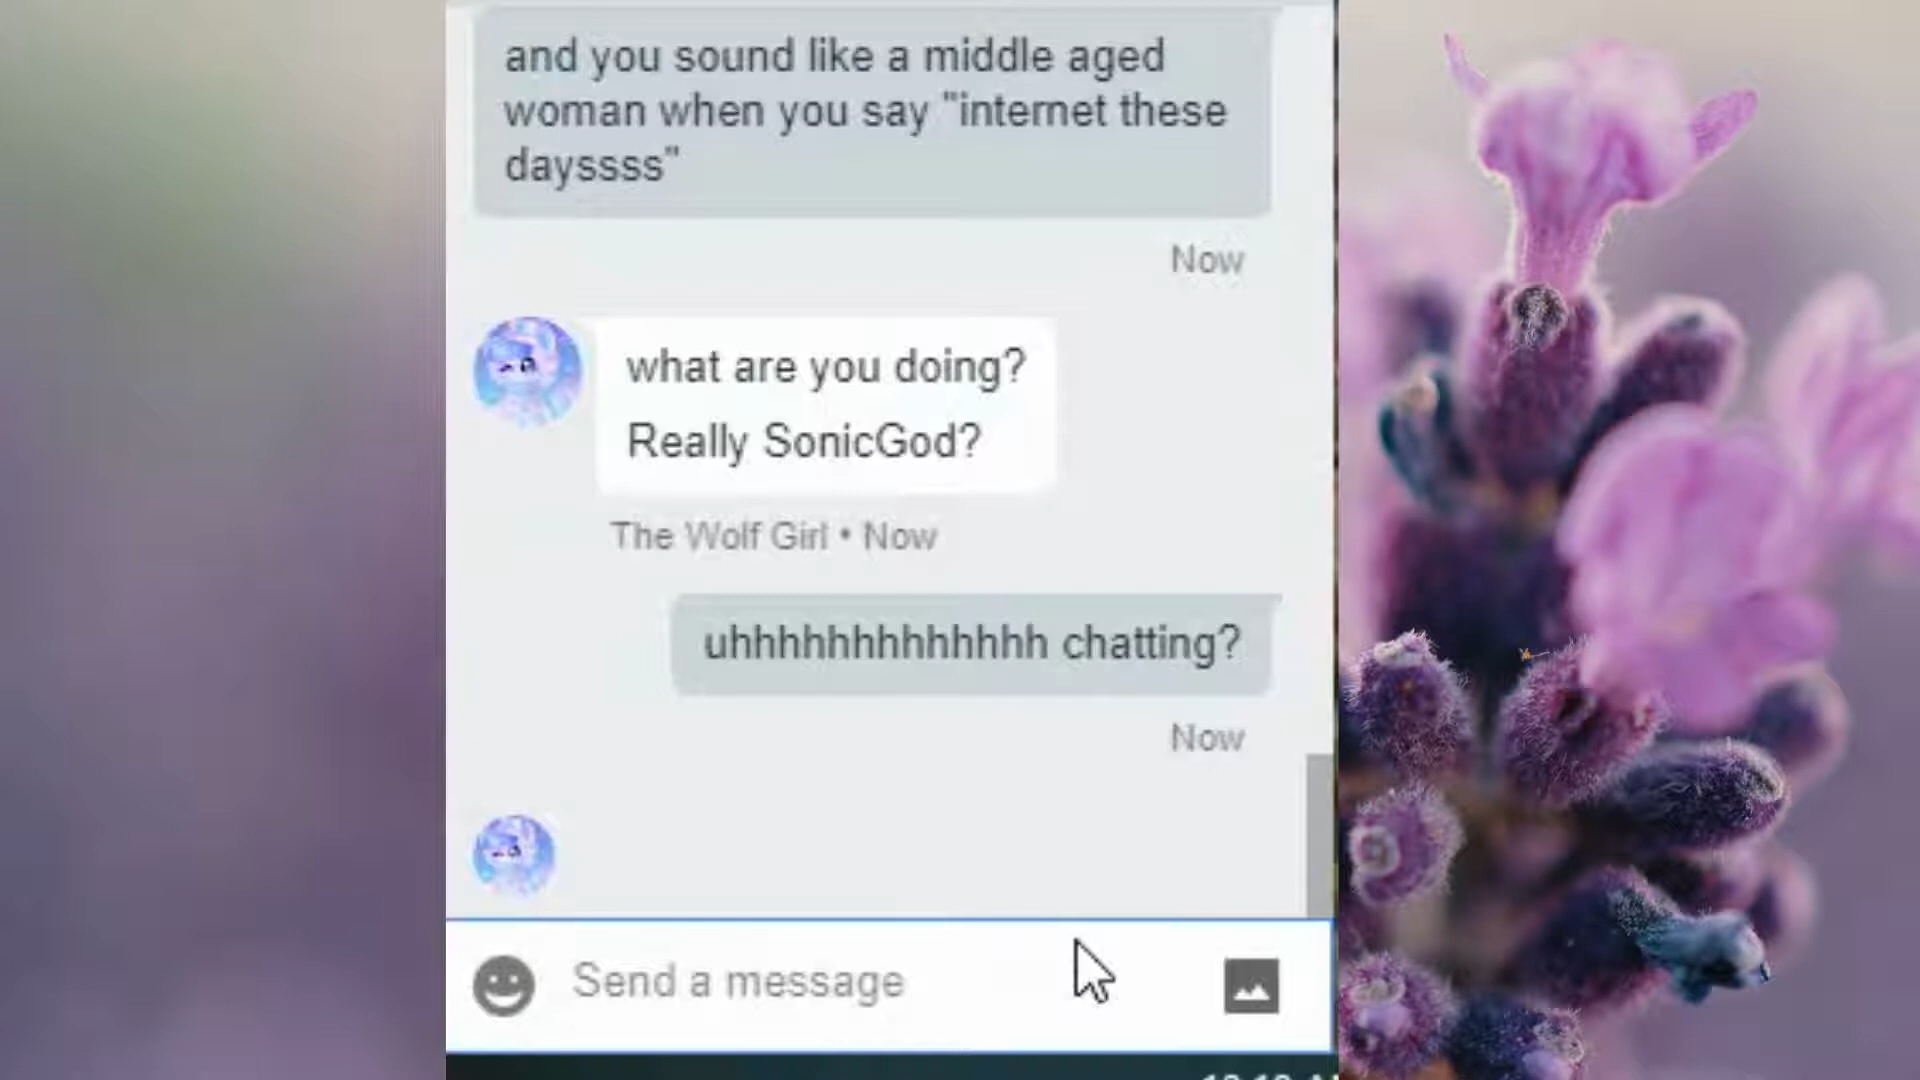 and you sound like a middle aged
woman when you say "internet these
dayssss"
Now
what are you doing?
Really SonicGod?
The Wolf Girl • Now
uhhhhhhhhhhhhhh chatting?
Now
Send a message